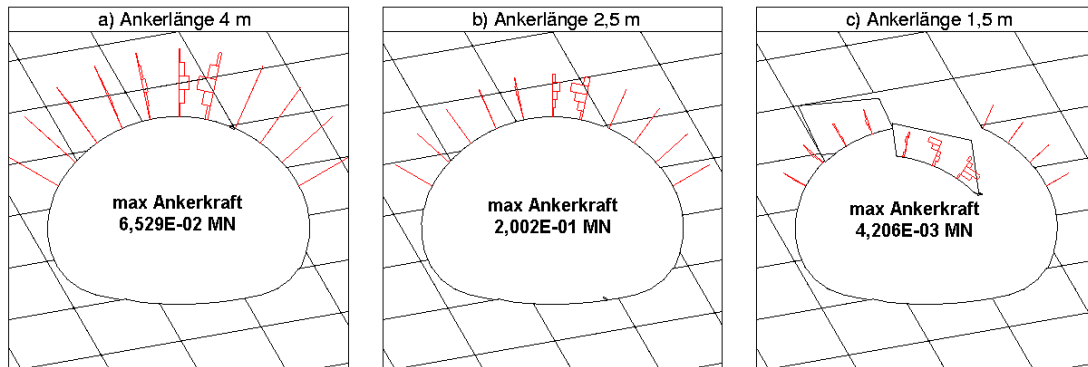 a) Ankerlänge 4 m
b) Ankerlänge 2,5 m
c) Ankerlänge 1,5 m
max Ankerkraft
6,529E-02 MN
max Ankerkraft
2,002E-01 MN
max Ankerkraft
4,206E-03 MN